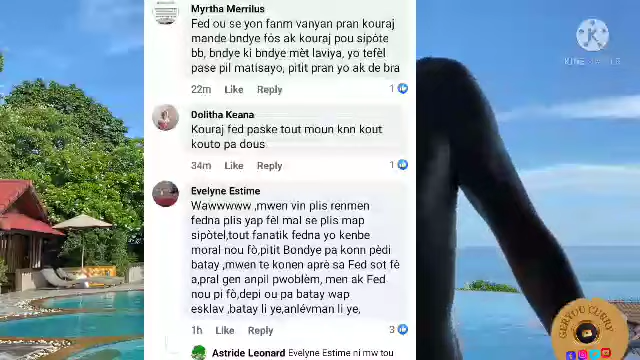 Myrtha Merrilus
Fed ou se yon fanm vanyan pran kouraj
mande bndye fòs ak kouraj pou sipòte
bb, bndye ki bndye mèt laviya, yo tefèl
pase pil matisayo, pitit pran yo ak de bra
22m Like Reply 1
Dolitha Keana
Kouraj fed paske tout moun knn kout
kouto pa dous
34m Like Reply 1
Evelyne Estime
Wawwwww ,mwen vin plis renmen
fedna plis yap fèl mal se plis map
sipòtel,tout fanatik fedna yo kenbe
moral nou fò,pitit Bondye pa konn pèdi
batay ,mwen te konen aprè sa Fed sot fè
a,pral gen anpil pwoblèm, men ak Fed
nou pi fò,depi ou pa batay wap
esklav ,batay li ye,anlévman li ye,
1h Like Reply 3
Astride Leonard Evelyne Estime ni mw tou
KINEMASTER
GERYOU CURRY